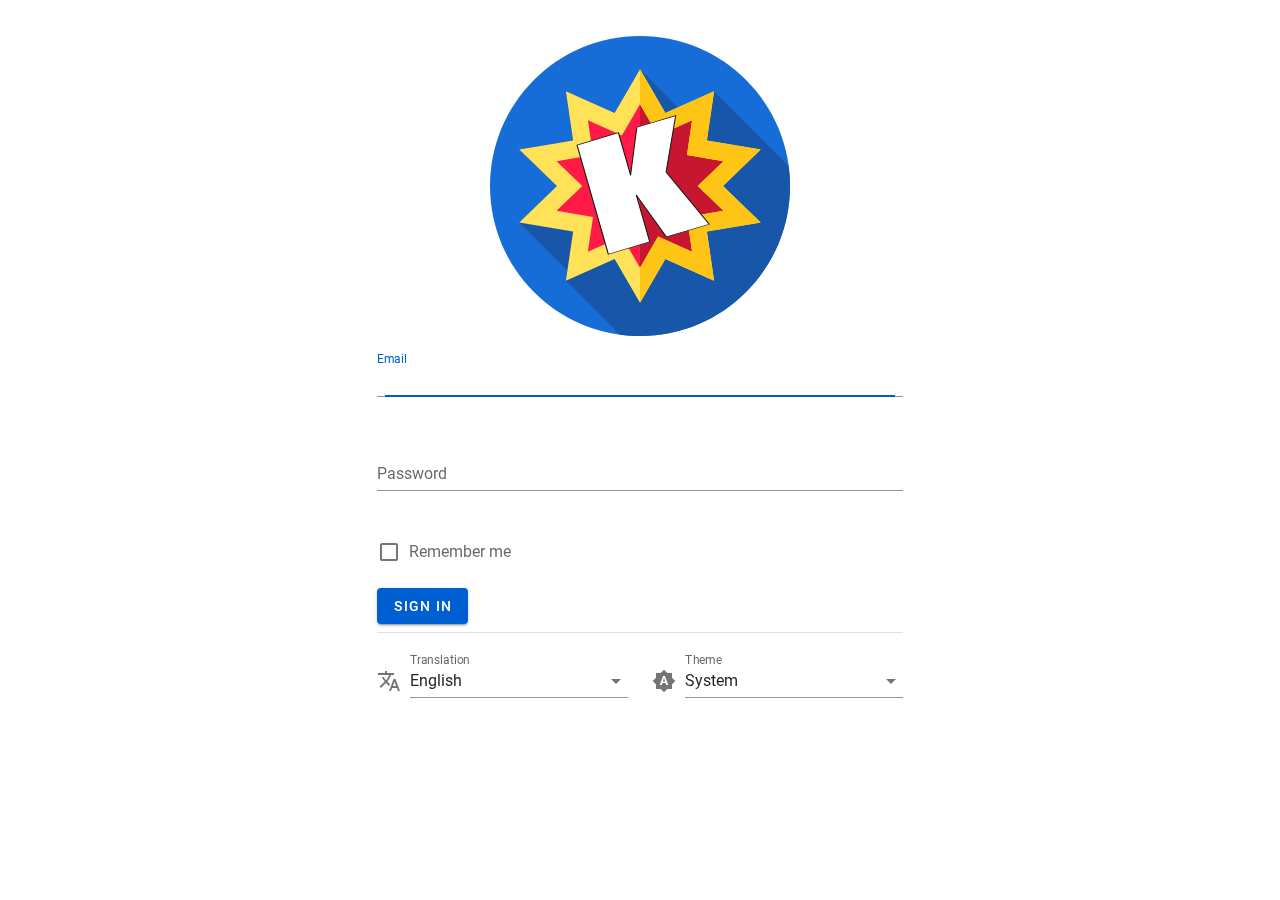 K
Email
Password
Remember me
SIGN IN
Translation
Theme
English
System